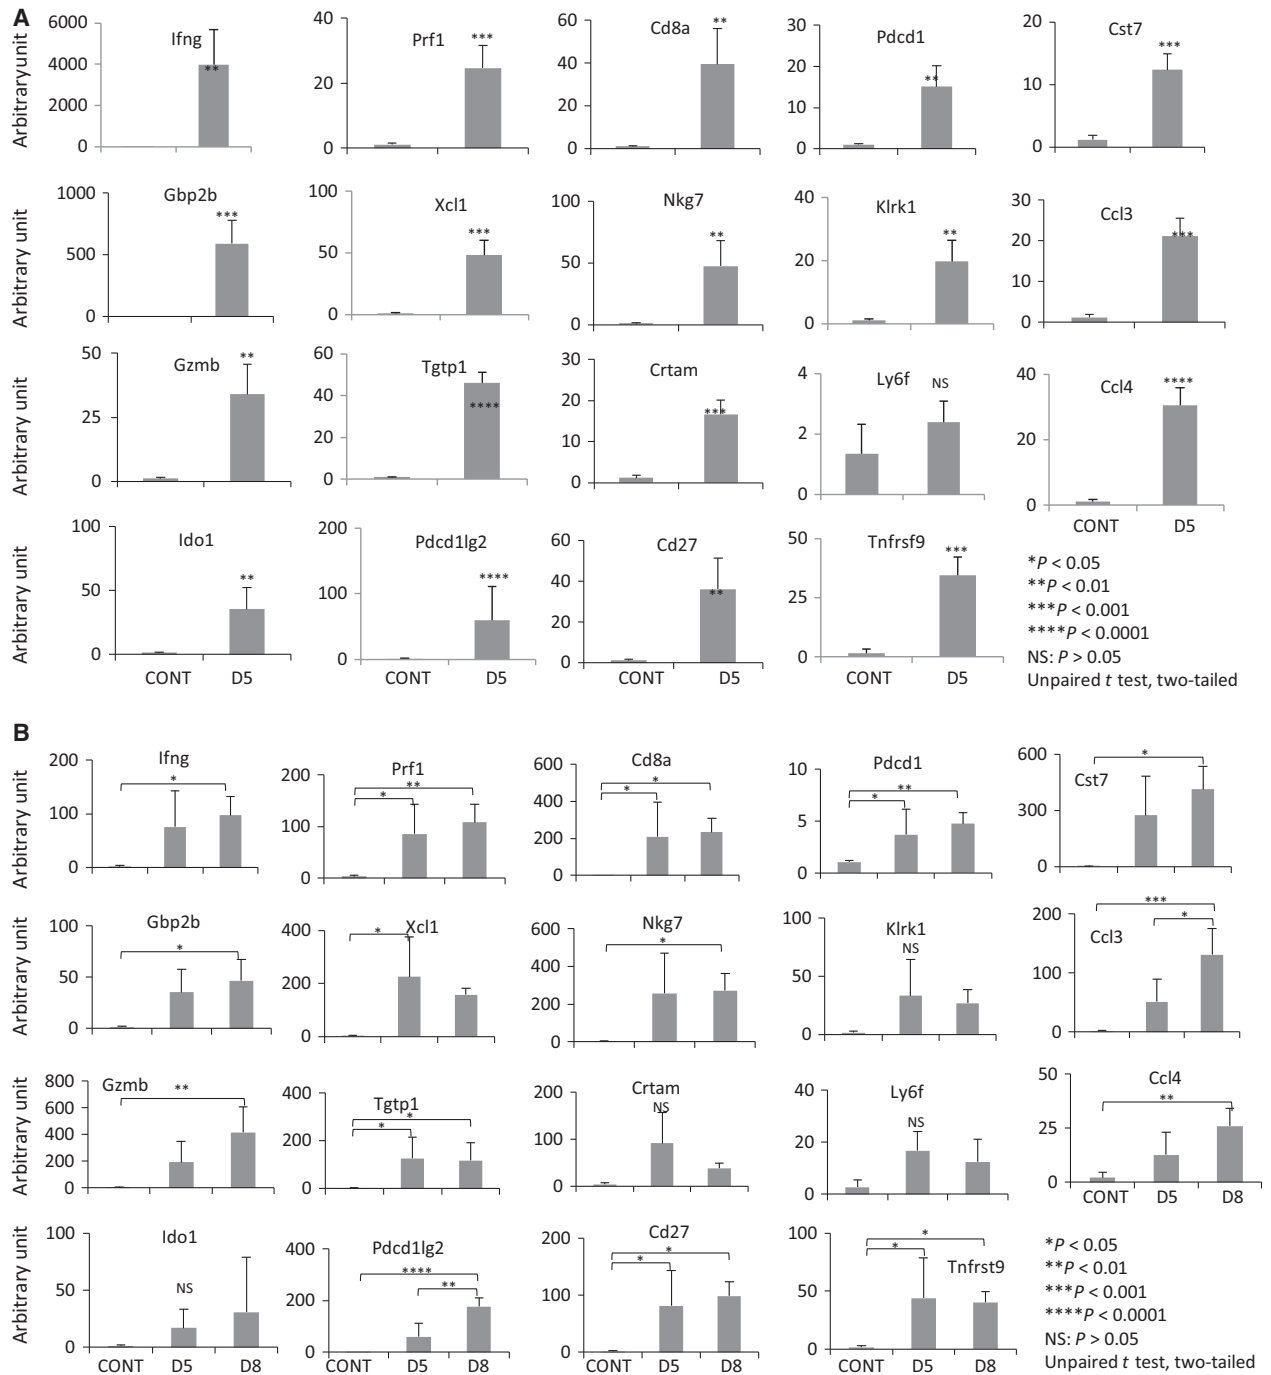 A
Arbitrary unit
6000
4000
2000
0
Ifng
**
40
20
0
Prf1
***
60
40
20
0
Cd8a
**
30
20
10
0
Pdcd1
**
20
10
0
Cst7
***
Arbitrary unit
1000
500
0
Gbp2b
***
100
50
0
Xcl1
***
100
50
0
Nkg7
**
40
20
0
Klrk1
**
30
20
10
0
Ccl3
***
Arbitrary unit
50
25
0
Gzmb
**
60
40
20
0
Tgtp1
****
30
20
10
0
Crtam
***
4
2
0
Ly6f
NS
40
20
0
Ccl4
****
CONT D5
Arbitrary unit
100
50
0
Ido1
**
CONT D5
200
100
0
Pdcd1lg2
****
CONT D5
60
40
20
0
Cd27
**
CONT D5
50
25
0
Tnfrsf9
***
CONT D5
*P < 0.05
**P < 0.01
***P < 0.001
****P < 0.0001
NS: P > 0.05
Unpaired t test, two-tailed
B
Arbitrary unit
200
100
0
Ifng
*
200
100
0
Prf1
**
*
600
400
200
0
Cd8a
*
*
10
5
0
Pdcd1
**
*
600
300
0
Cst7
*
Arbitrary unit
100
50
0
Gbp2b
*
400
200
0
Xcl1
*
600
400
200
0
Nkg7
*
100
50
0
Klrk1
NS
200
100
0
Ccl3
***
*
Arbitrary unit
800
600
400
200
0
Gzmb
**
400
200
0
Tgtp1
*
*
200
100
0
Crtam
NS
40
20
0
Ly6f
NS
50
25
0
Ccl4
**
CONT D5 D8
Arbitrary unit
100
50
0
Ido1
NS
CONT D5 D8
400
200
0
Pdcd1lg2
****
**
CONT D5 D8
200
100
0
Cd27
*
*
CONT D5 D8
100
50
0
Tnfrst9
*
*
CONT D5 D8
*P < 0.05
**P < 0.01
***P < 0.001
****P < 0.0001
NS: P > 0.05
Unpaired t test, two-tailed